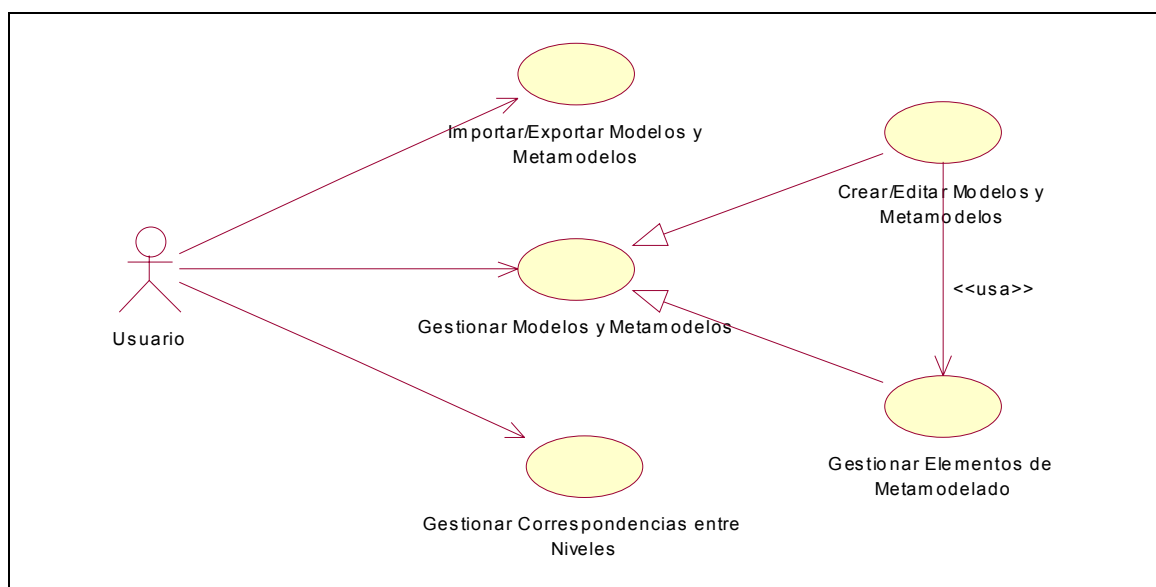 Importar/Exportar Modelos y
Metamodelos
Crear/Editar Modelos y
Metamodelos
<<usa>>
Usuario
Gestionar Modelos y Metamodelos
Gestionar Elementos de
Metamodelado
Gestionar Correspondencias entre
Niveles